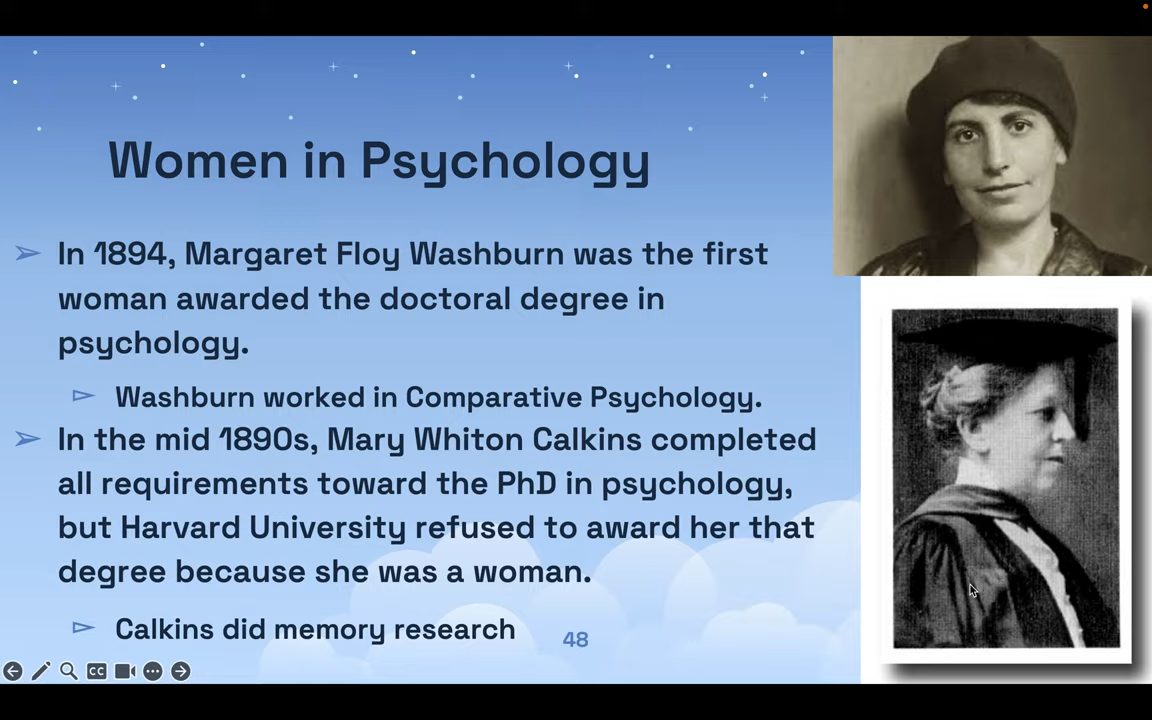 Women in Psychology
➢ In 1894, Margaret Floy Washburn was the first
woman awarded the doctoral degree in
psychology.
▻ Washburn worked in Comparative Psychology.
➢ In the mid 1890s, Mary Whiton Calkins completed
all requirements toward the PhD in psychology,
but Harvard University refused to award her that
degree because she was a woman.
▻ Calkins did memory research
48
CC